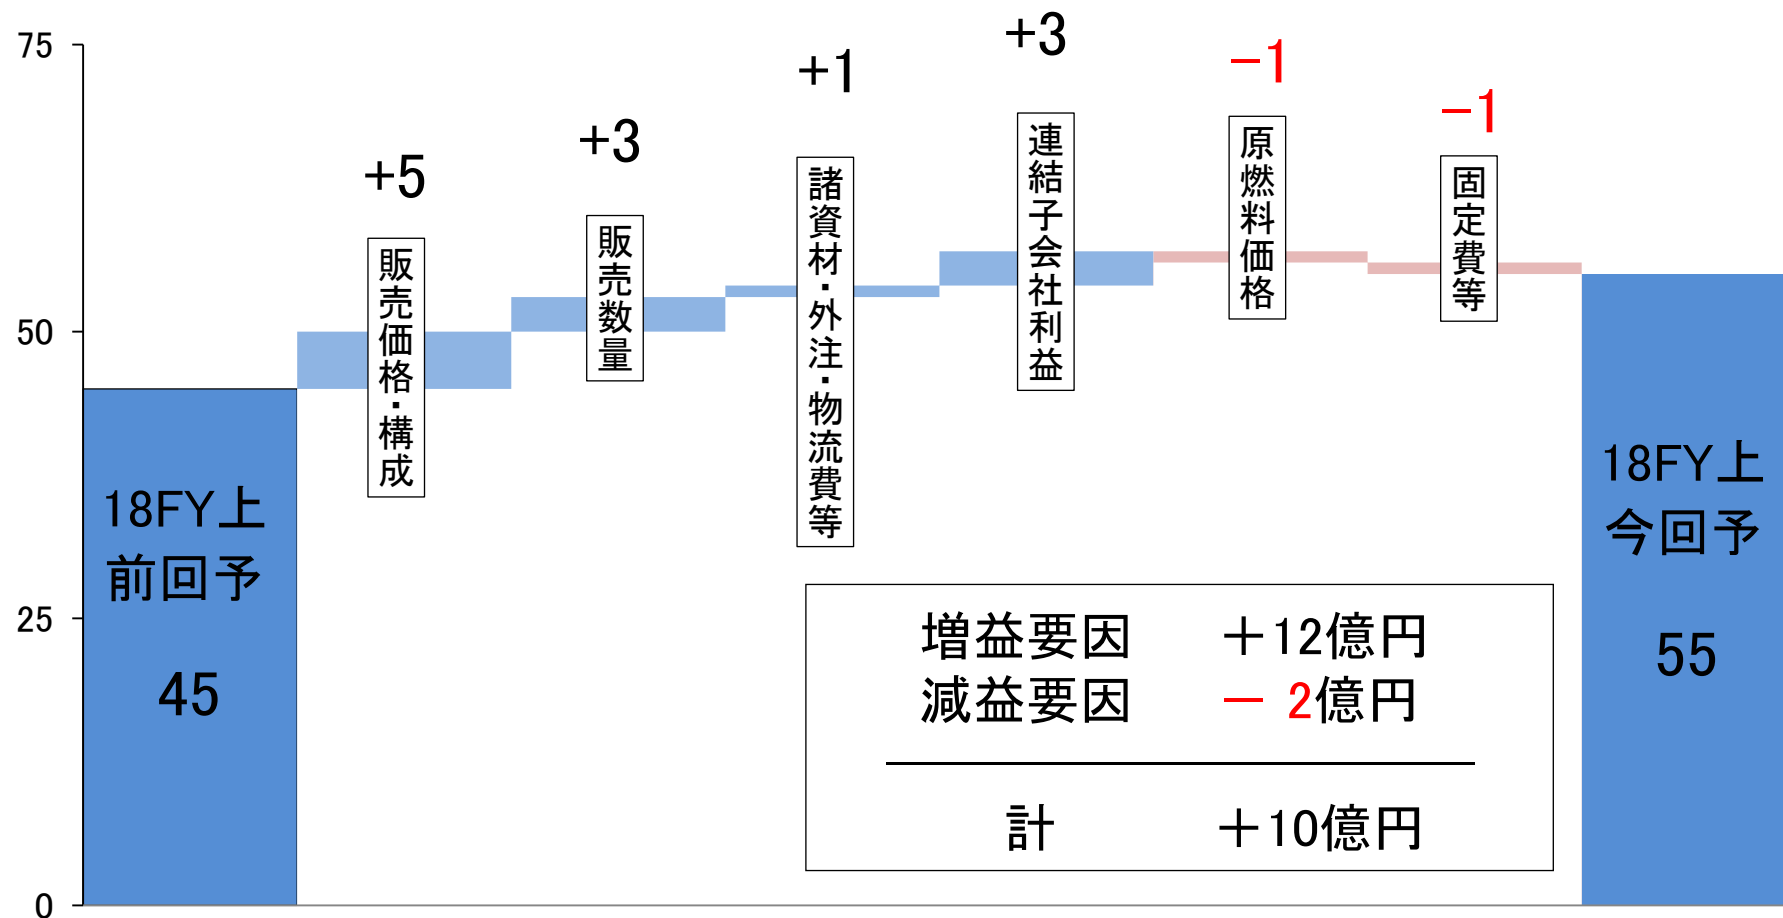 75
50
25
0
18FY上
前回予
45
+5
販売価格・構成
+3
販売数量
+1
諸資材・外注・物流費等
+3
連結子会社利益
−1
原燃料価格
−1
固定費等
18FY上
今回予
55
増益要因 +12億円
減益要因 − 2億円
計 +10億円